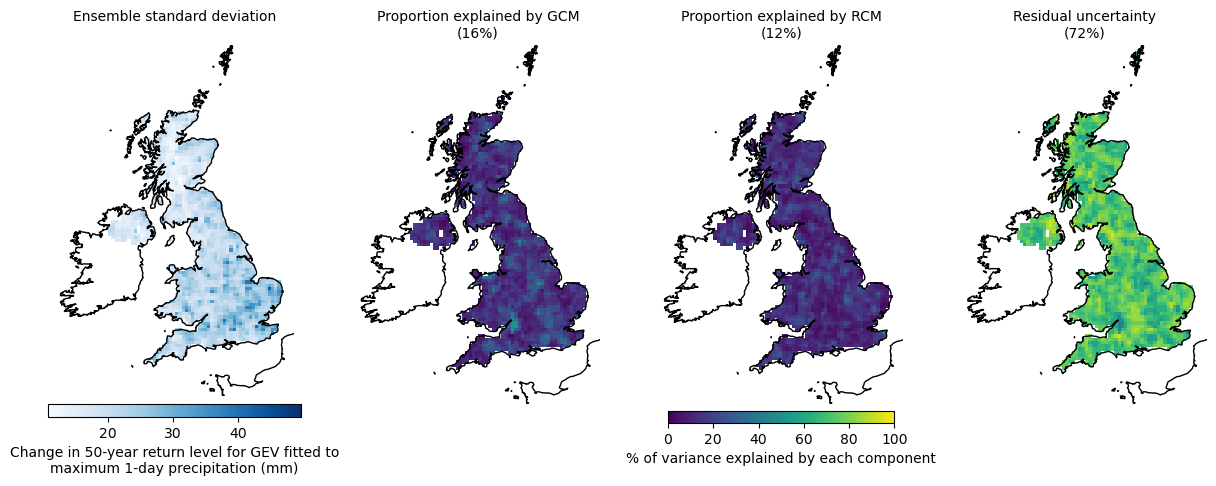 Ensemble standard deviation
Proportion explained by GCM
(16%)
Proportion explained by RCM
(12%)
Residual uncertainty
(72%)
20 30 40
Change in 50-year return level for GEV fitted to
maximum 1-day precipitation (mm)
0 20 40 60 80 100
% of variance explained by each component